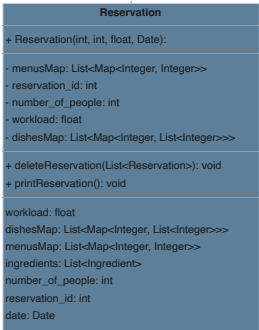 Reservation
+ Reservation(int, int, float, Date):
- menusMap: List<Map<Integer, Integer>>
- reservation_id: int
- number_of_people: int
- workload: float
- dishesMap: List<Map<Integer, List<Integer>>>
+ deleteReservation(List<Reservation>): void
+ printReservation(): void
workload: float
dishesMap: List<Map<Integer, List<Integer>>>
menusMap: List<Map<Integer, Integer>>
ingredients: List<Ingredient>
number_of_people: int
reservation_id: int
date: Date